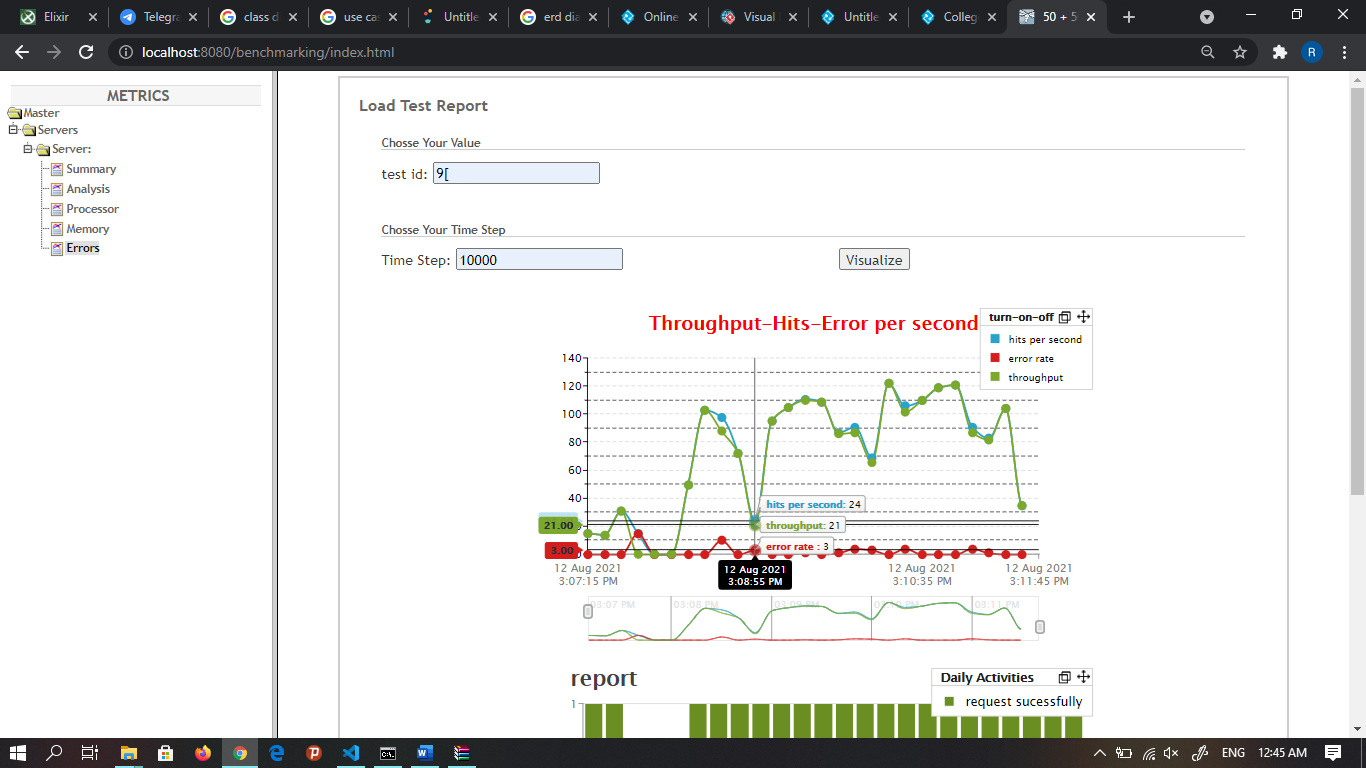 Elixir
Telegra
class d
use cas
Untitle
erd dia
Online
Visual
Untitle
Colleg
50 + 5
localhost:8080/benchmarking/index.html
R
METRICS
Master
Servers
Server:
Summary
Analysis
Processor
Memory
Errors
Load Test Report
Chosse Your Value
test id: 9[
Chosse Your Time Step
Time Step: 10000
Visualize
Throughput-Hits-Error per second
turn-on-off
hits per second
error rate
throughput
140
120
100
80
60
40
0
21.00
3.00
hits per second: 24
throughput: 21
error rate : 3
12 Aug 2021
3:07:15 PM
12 Aug 2021
3:08:55 PM
12 Aug 2021
3:10:35 PM
12 Aug 2021
3:11:45 PM
03:07 PM
03:08 PM
03:11 PM
report
Daily Activities
request sucessfully
1
ENG
12:45 AM